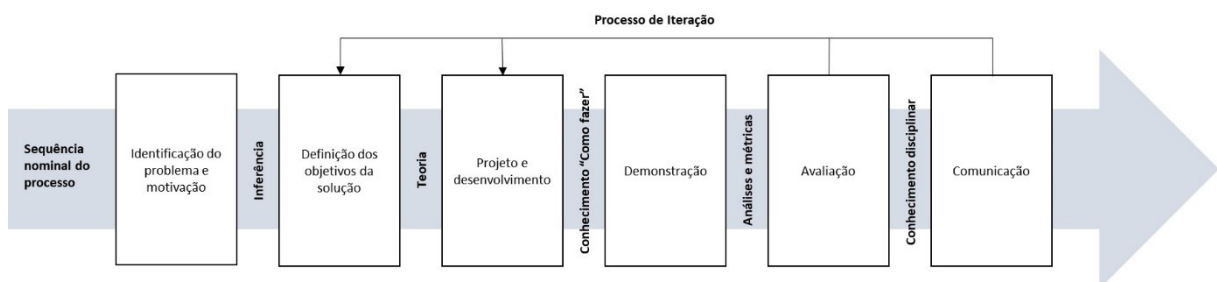 Processo de Iteração
Sequência
nominal do
processo
Identificação do
problema e
motivação
Inferência
Definição dos
objetivos da
solução
Teoria
Projeto e
desenvolvimento
Conhecimento “Como fazer”
Demonstração
Análises e métricas
Avaliação
Conhecimento disciplinar
Comunicação